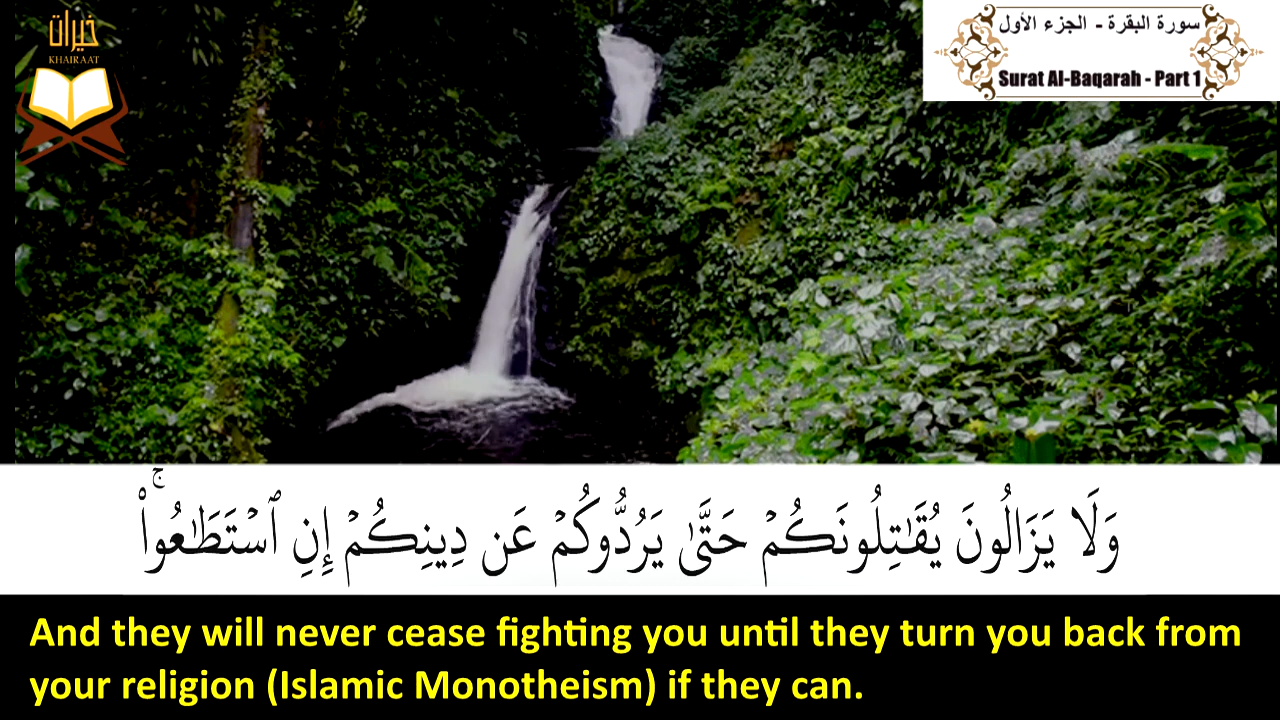 خيرات
KHAIRAAT
سورة البقرة - الجزء الأول
Surat Al-Baqarah - Part 1
وَلَا يَزَالُونَ يُقَٰتِلُونَكُمْ حَتَّىٰ يَرُدُّوكُمْ عَن دِينِكُمْ إِنِ ٱسْتَطَٰعُوا۟ ۚ
And they will never cease fighting you until they turn you back from
your religion (Islamic Monotheism) if they can.